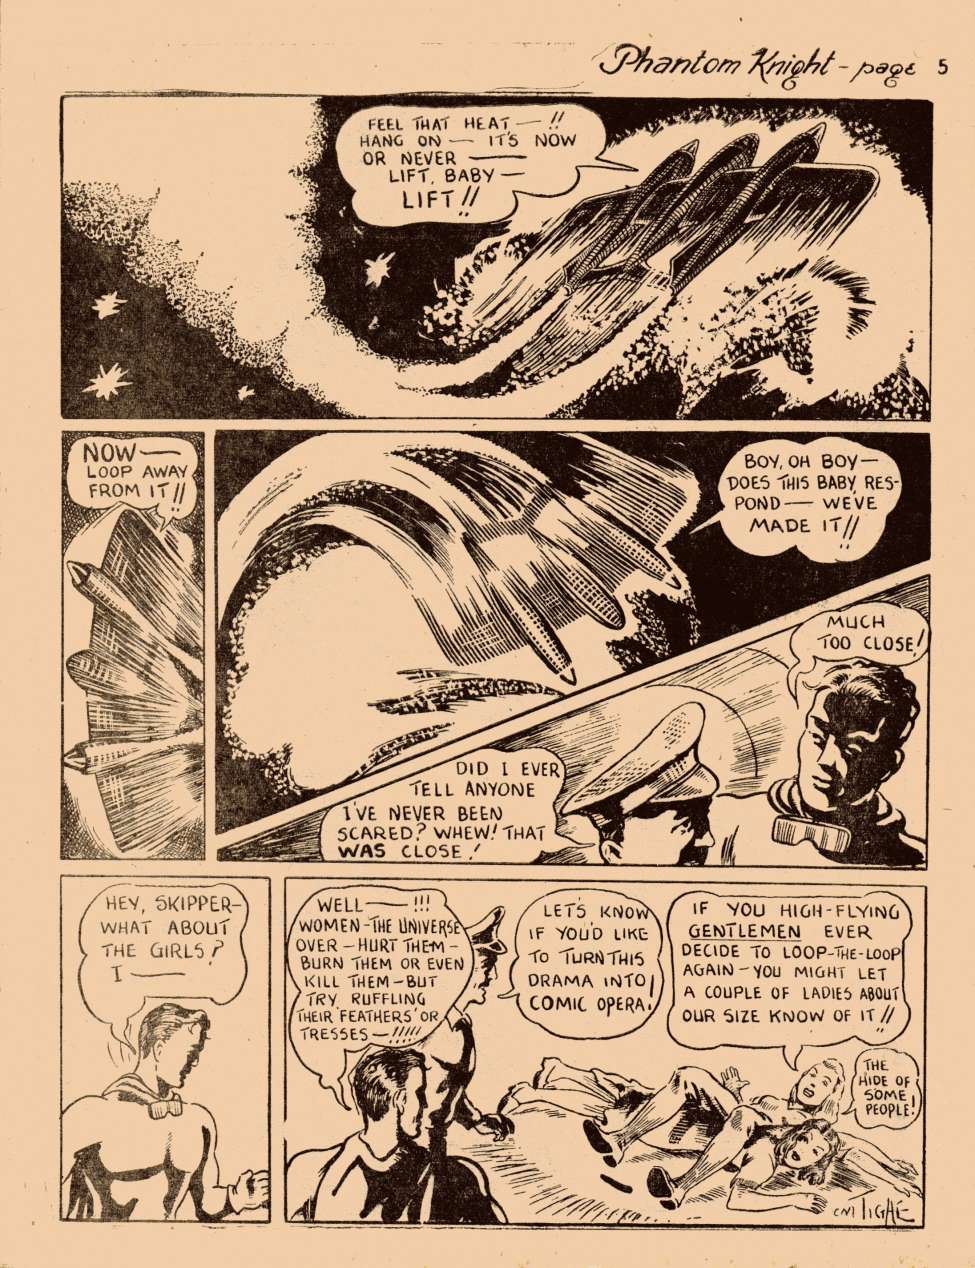 Phantom Knight - page 5
FEEL THAT HEAT — !!
HANG ON — IT'S NOW
OR NEVER —
LIFT, BABY —
LIFT!!
NOW —
LOOP AWAY
FROM IT!!
BOY, OH BOY —
DOES THIS BABY RES-
POND — WE'VE
MADE IT!!
MUCH
TOO CLOSE!
DID I EVER
TELL ANYONE
I'VE NEVER BEEN
SCARED? WHEW! THAT
WAS CLOSE!
HEY, SKIPPER —
WHAT ABOUT
THE GIRLS?
I —
WELL — !!!
WOMEN - THE UNIVERSE
OVER - HURT THEM -
BURN THEM OR EVEN
KILL THEM - BUT
TRY RUFFLING
THEIR 'FEATHERS' OR
TRESSES - !!!!!
LET'S KNOW
IF YOU'D LIKE
TO TURN THIS
DRAMA INTO
COMIC OPERA!
IF YOU HIGH-FLYING
GENTLEMEN EVER
DECIDE TO LOOP-THE-LOOP
AGAIN - YOU MIGHT LET
A COUPLE OF LADIES ABOUT
OUR SIZE KNOW OF IT!!
THE
HIDE OF
SOME
PEOPLE!
TIGHE